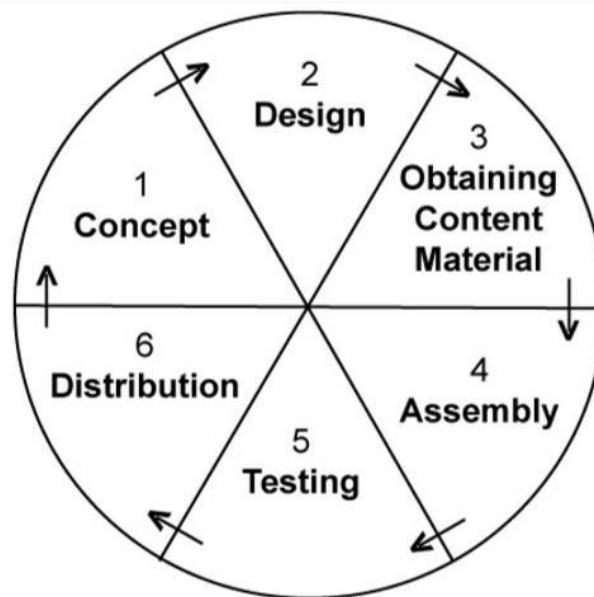 1
Concept
2
Design
3
Obtaining
Content
Material
4
Assembly
5
Testing
6
Distribution